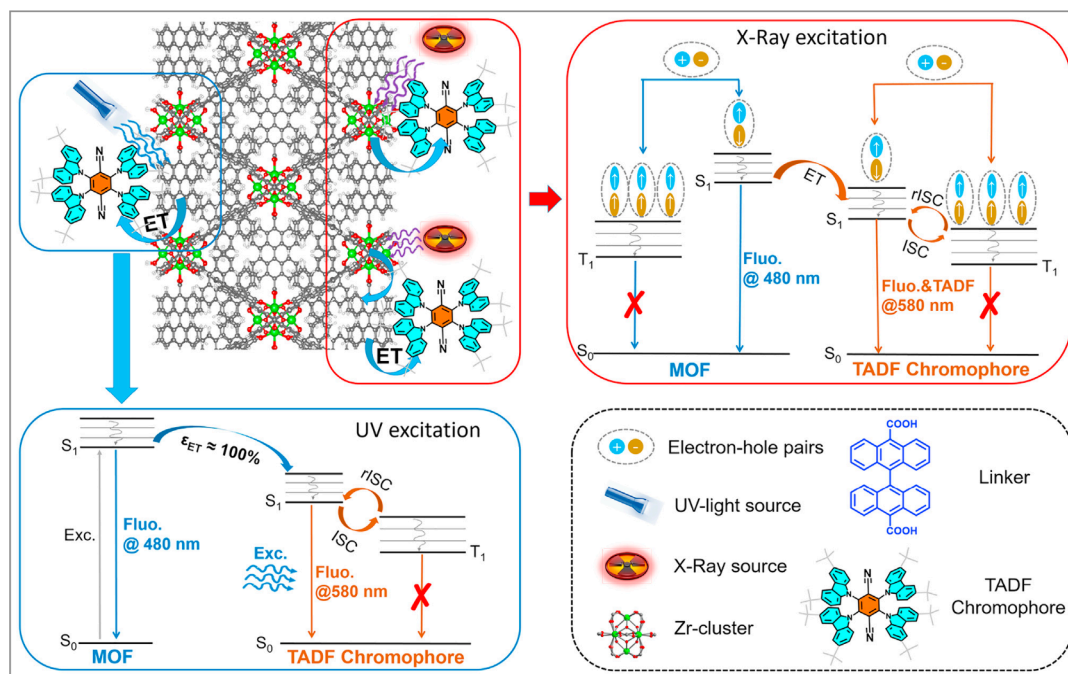 ET
ET
X-Ray excitation
+ -
+ -
S1
ET
S1
rISC
ISC
T1
T1
Fluo.
@ 480 nm
Fluo.&TADF
@580 nm
S0
S0
MOF
TADF Chromophore
UV excitation
S1
εET ≈ 100%
rISC
S1
ISC
T1
Exc.
Fluo.
@ 480 nm
Exc.
Fluo.
@580 nm
S0
S0
MOF
TADF Chromophore
+ -
Electron-hole pairs
UV-light source
X-Ray source
Zr-cluster
COOH
COOH
Linker
TADF
Chromophore